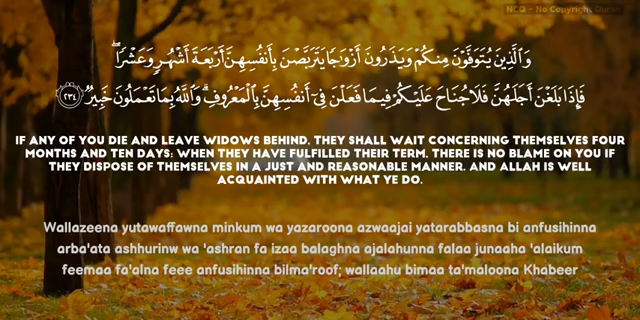 NCQ - No Copyright Quran
وَٱلَّذِينَ يُتَوَفَّوْنَ مِنكُمْ وَيَذَرُونَ أَزْوَٰجًا يَتَرَبَّصْنَ بِأَنفُسِهِنَّ أَرْبَعَةَ أَشْهُرٍ وَعَشْرًا ۖ
فَإِذَا بَلَغْنَ أَجَلَهُنَّ فَلَا جُنَاحَ عَلَيْكُمْ فِيمَا فَعَلْنَ فِىٓ أَنفُسِهِنَّ بِٱلْمَعْرُوفِ ۗ وَٱللَّهُ بِمَا تَعْمَلُونَ خَبِيرٌ ٢٣٤
IF ANY OF YOU DIE AND LEAVE WIDOWS BEHIND, THEY SHALL WAIT CONCERNING THEMSELVES FOUR
MONTHS AND TEN DAYS: WHEN THEY HAVE FULFILLED THEIR TERM, THERE IS NO BLAME ON YOU IF
THEY DISPOSE OF THEMSELVES IN A JUST AND REASONABLE MANNER. AND ALLAH IS WELL
ACQUAINTED WITH WHAT YE DO.
Wallazeena yutawaffawna minkum wa yazaroona azwaajai yatarabbasna bi anfusihinna
arba'ata ashhurinw wa 'ashran fa izaa balaghna ajalahunna falaa junaaha 'alaikum
feemaa fa'alna feee anfusihinna bilma'roof; wallaahu bimaa ta'maloona Khabeer